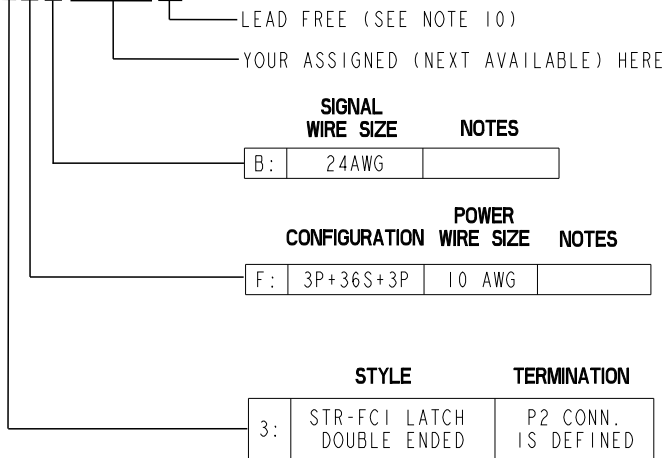 LEAD FREE (SEE NOTE 10)
YOUR ASSIGNED (NEXT AVAILABLE) HERE
SIGNAL
WIRE SIZE NOTES
B: 24AWG
POWER
CONFIGURATION WIRE SIZE NOTES
F: 3P+36S+3P 10 AWG
STYLE TERMINATION
3: STR-FCI LATCH DOUBLE ENDED P2 CONN. IS DEFINED